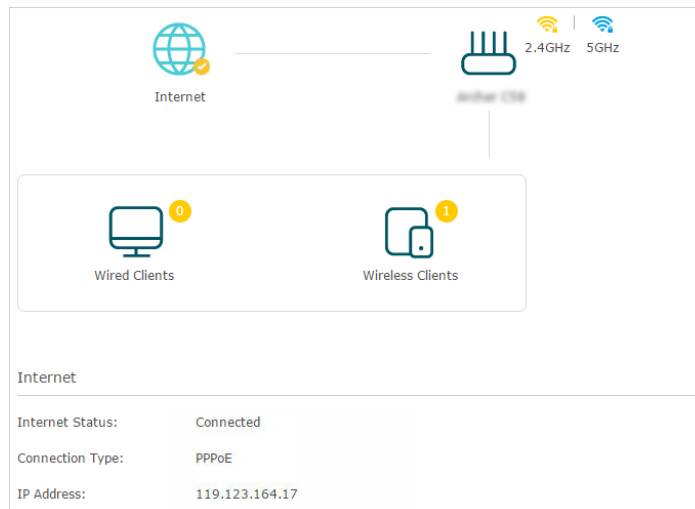 2.4GHz 5GHz
Internet
0 1
Wired Clients Wireless Clients
Internet
Internet Status: Connected
Connection Type: PPPoE
IP Address: 119.123.164.17